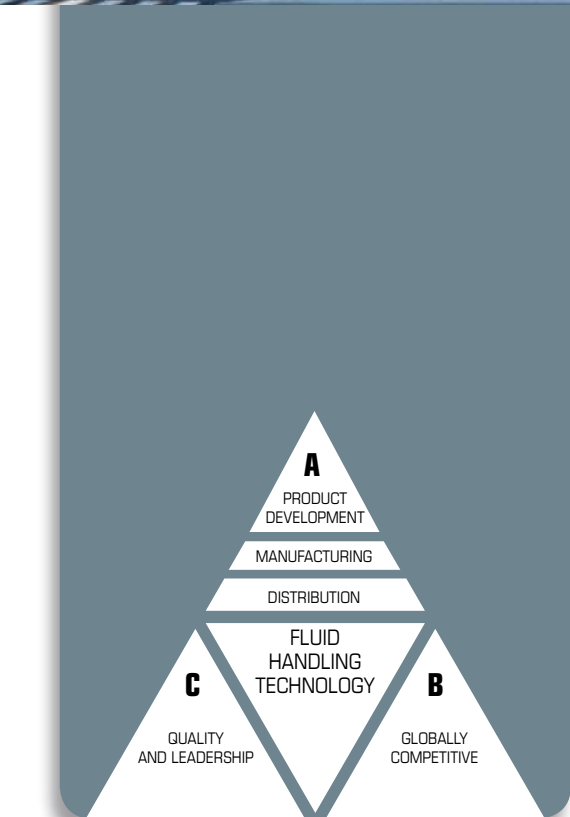 A
PRODUCT
DEVELOPMENT
MANUFACTURING
DISTRIBUTION
FLUID
HANDLING
TECHNOLOGY
C
QUALITY
AND LEADERSHIP
B
GLOBALLY
COMPETITIVE